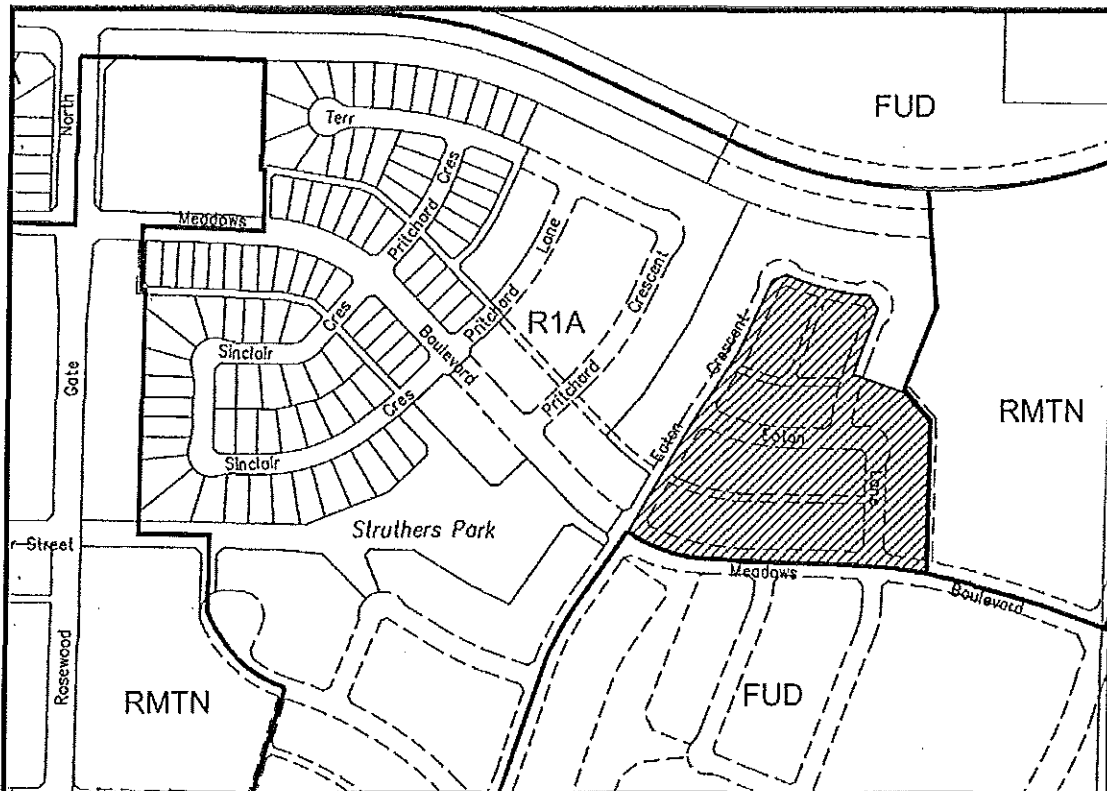 FUD
North
Terr
Cres
Meadows
Pritchard
Lane
Pritchard
Crescent
R1A
Cres
Sinclair
Boulevard
Pritchard
Crescent
Gate
Cres
Sinclair
Eaton
Eaton
Lane
RMTN
Struthers Park
r Street
Meadows
Boulevard
Rosewood
RMTN
FUD